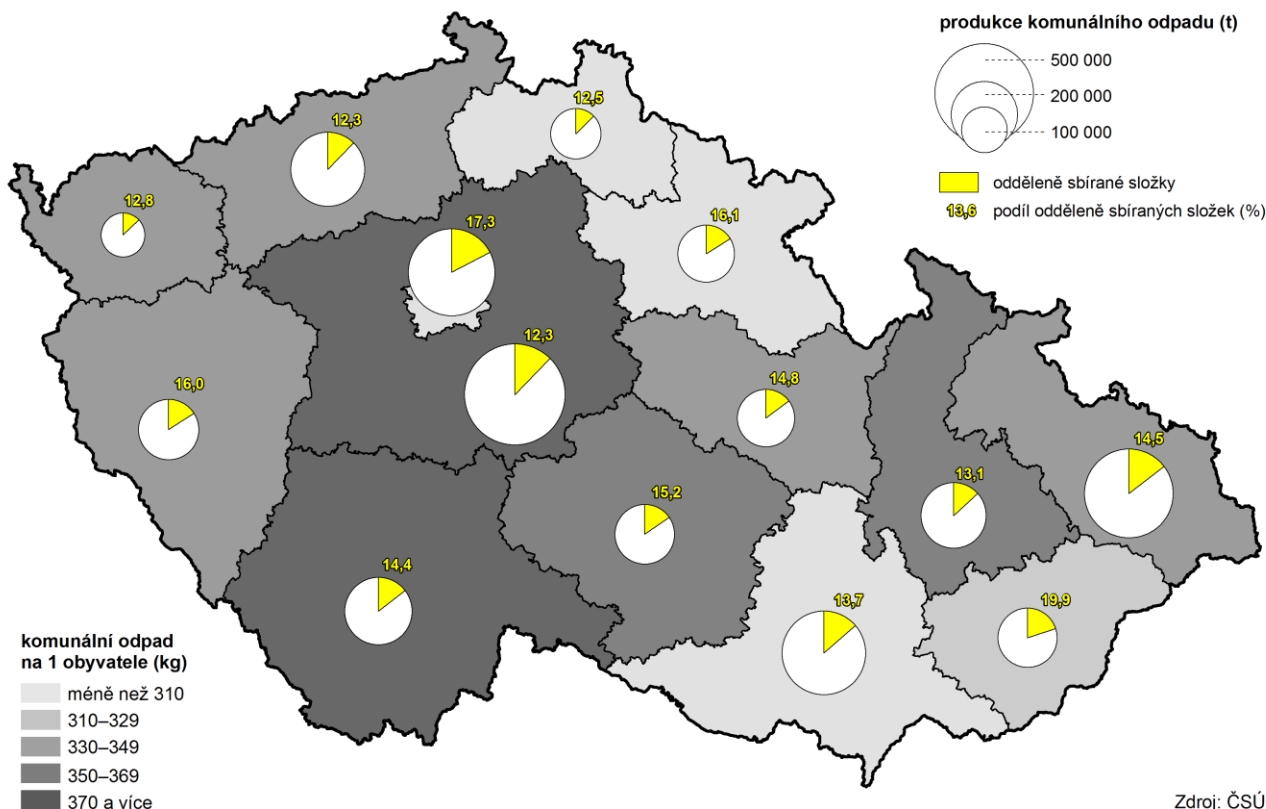 produkce komunálního odpadu (t)
500 000
200 000
100 000
odděleně sbírané složky
13,6 podíl odděleně sbíraných složek (%)
12,5
12,3
12,8
17,3
16,1
12,3
16,0
14,8
14,5
13,1
15,2
14,4
13,7
19,9
komunální odpad
na 1 obyvatele (kg)
méně než 310
310–329
330–349
350–369
370 a více
Zdroj: ČSÚ